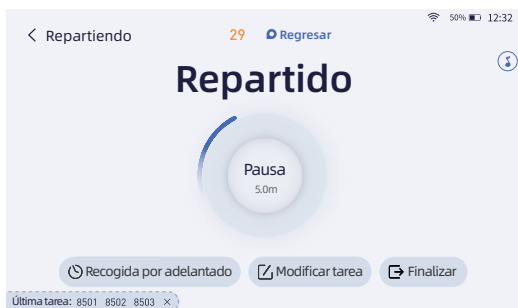 50% 12:32
Repartiendo 29 Regresar
Repartido
Pausa
5.0m
Recogida por adelantado Modificar tarea Finalizar
Última tarea: 8501 8502 8503 ×